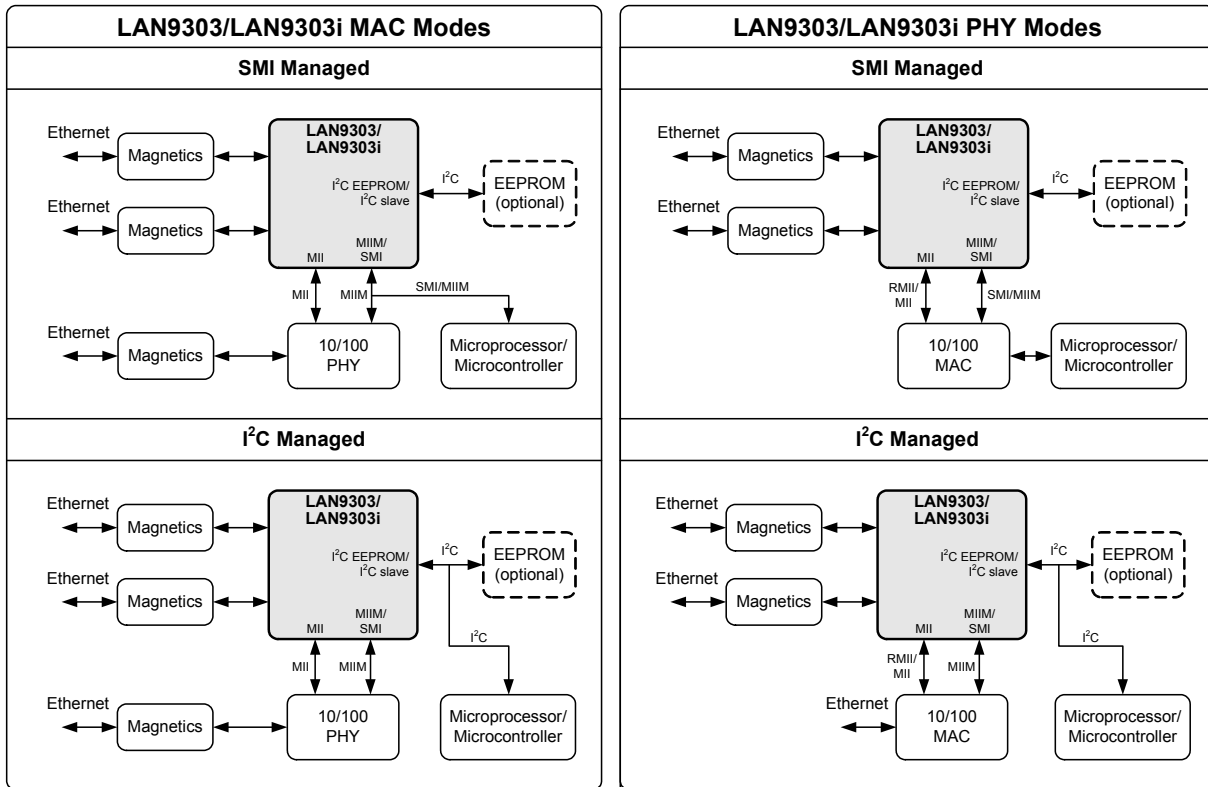 LAN9303/LAN9303i MAC Modes
SMI Managed
Ethernet
Magnetics
Ethernet
Magnetics
LAN9303/
LAN9303i
I²C EEPROM/
I²C slave
MIIM/
SMI
MII
I²C
EEPROM
(optional)
MII
MIIM
SMI/MIIM
Ethernet
Magnetics
10/100
PHY
Microprocessor/
Microcontroller
I²C Managed
Ethernet
Magnetics
Ethernet
Magnetics
LAN9303/
LAN9303i
I²C EEPROM/
I²C slave
MIIM/
SMI
MII
I²C
EEPROM
(optional)
I²C
MII
MIIM
Ethernet
Magnetics
10/100
PHY
Microprocessor/
Microcontroller
LAN9303/LAN9303i PHY Modes
SMI Managed
Ethernet
Magnetics
Ethernet
Magnetics
LAN9303/
LAN9303i
I²C EEPROM/
I²C slave
MIIM/
SMI
MII
I²C
EEPROM
(optional)
RMII/
MII
SMI/MIIM
10/100
MAC
Microprocessor/
Microcontroller
I²C Managed
Ethernet
Magnetics
Ethernet
Magnetics
LAN9303/
LAN9303i
I²C EEPROM/
I²C slave
MIIM/
SMI
MII
I²C
EEPROM
(optional)
I²C
RMII/
MII
MIIM
Ethernet
10/100
MAC
Microprocessor/
Microcontroller